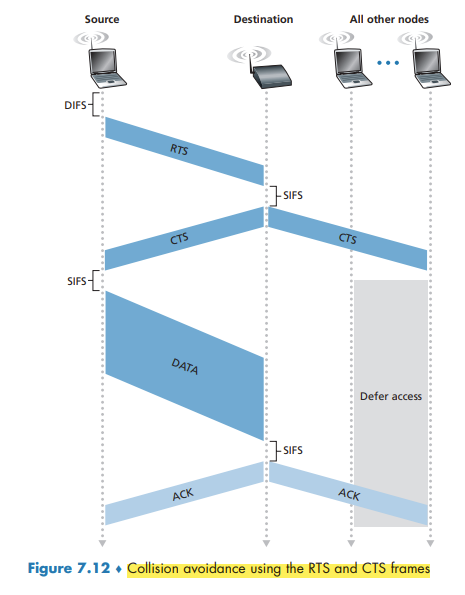 Source Destination All other nodes
DIFS
RTS
SIFS
CTS CTS
SIFS
DATA
Defer access
SIFS
ACK ACK
Figure 7.12 ♦ Collision avoidance using the RTS and CTS frames